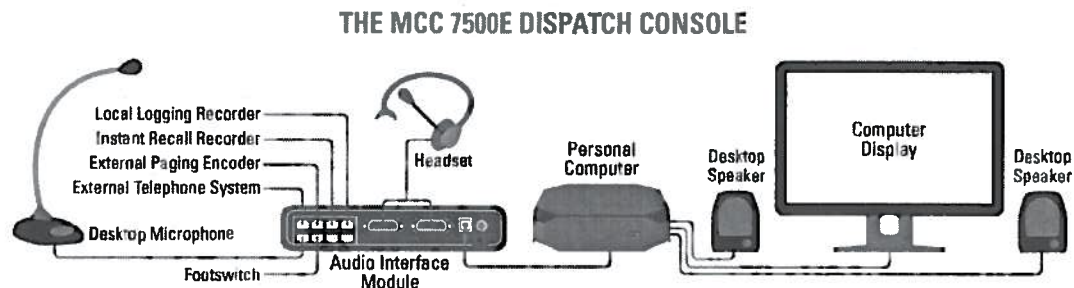 THE MCC 7500E DISPATCH CONSOLE
Local Logging Recorder
Instant Recall Recorder
External Paging Encoder
External Telephone System
Desktop Microphone
Footswitch
Headset
Audio Interface
Module
Personal
Computer
Desktop
Speaker
Computer
Display
Desktop
Speaker